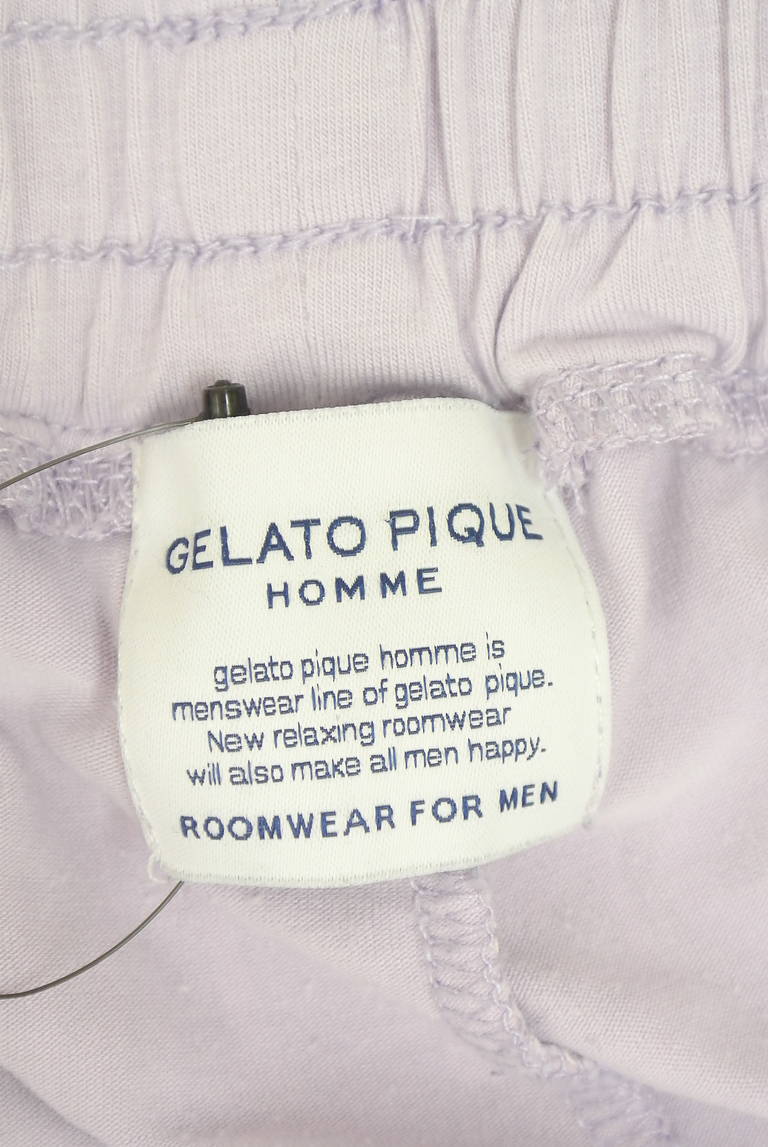 GELATO PIQUE
HOMME
gelato pique homme is
menswear line of gelato pique.
New relaxing roomwear
will also make all men happy.
ROOMWEAR FOR MEN